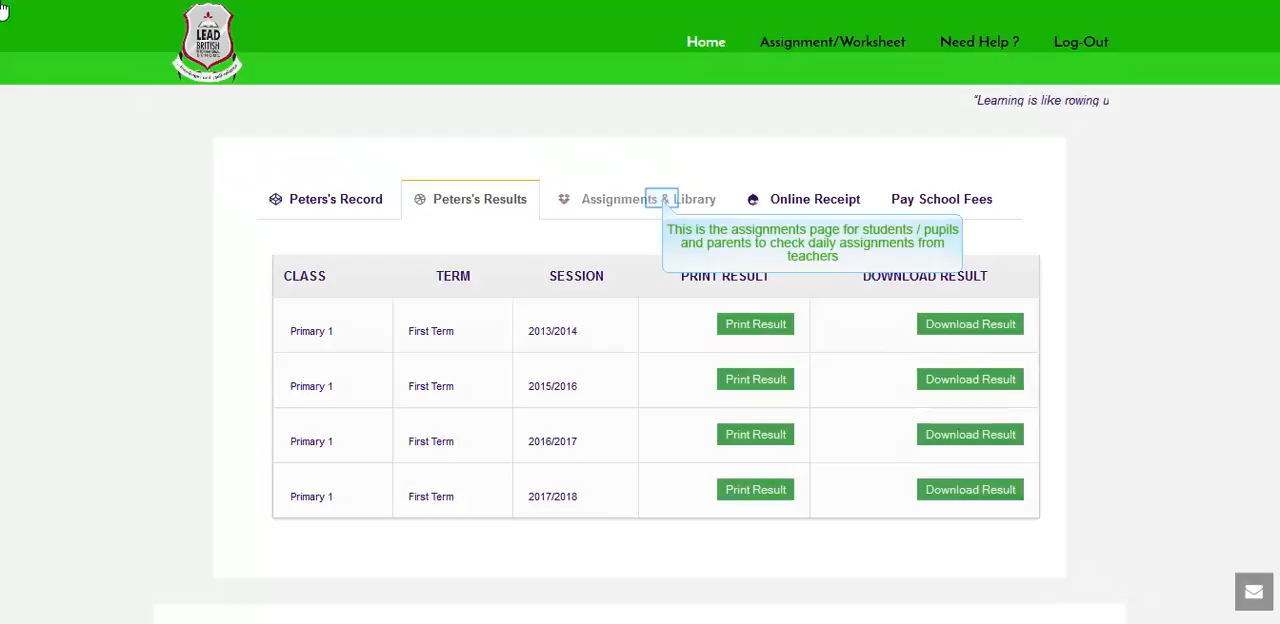 LEAD
BRITISH
Home
Assignment/Worksheet
Need Help ?
Log-Out
"Learning is like rowing u
Peters's Record
Peters's Results
Assignments & Library
Online Receipt
Pay School Fees
This is the assignments page for students / pupils
and parents to check daily assignments from
teachers
CLASS TERM SESSION PRINT RESULT DOWNLOAD RESULT
Primary 1 First Term 2013/2014 Print Result Download Result
Primary 1 First Term 2015/2016 Print Result Download Result
Primary 1 First Term 2016/2017 Print Result Download Result
Primary 1 First Term 2017/2018 Print Result Download Result